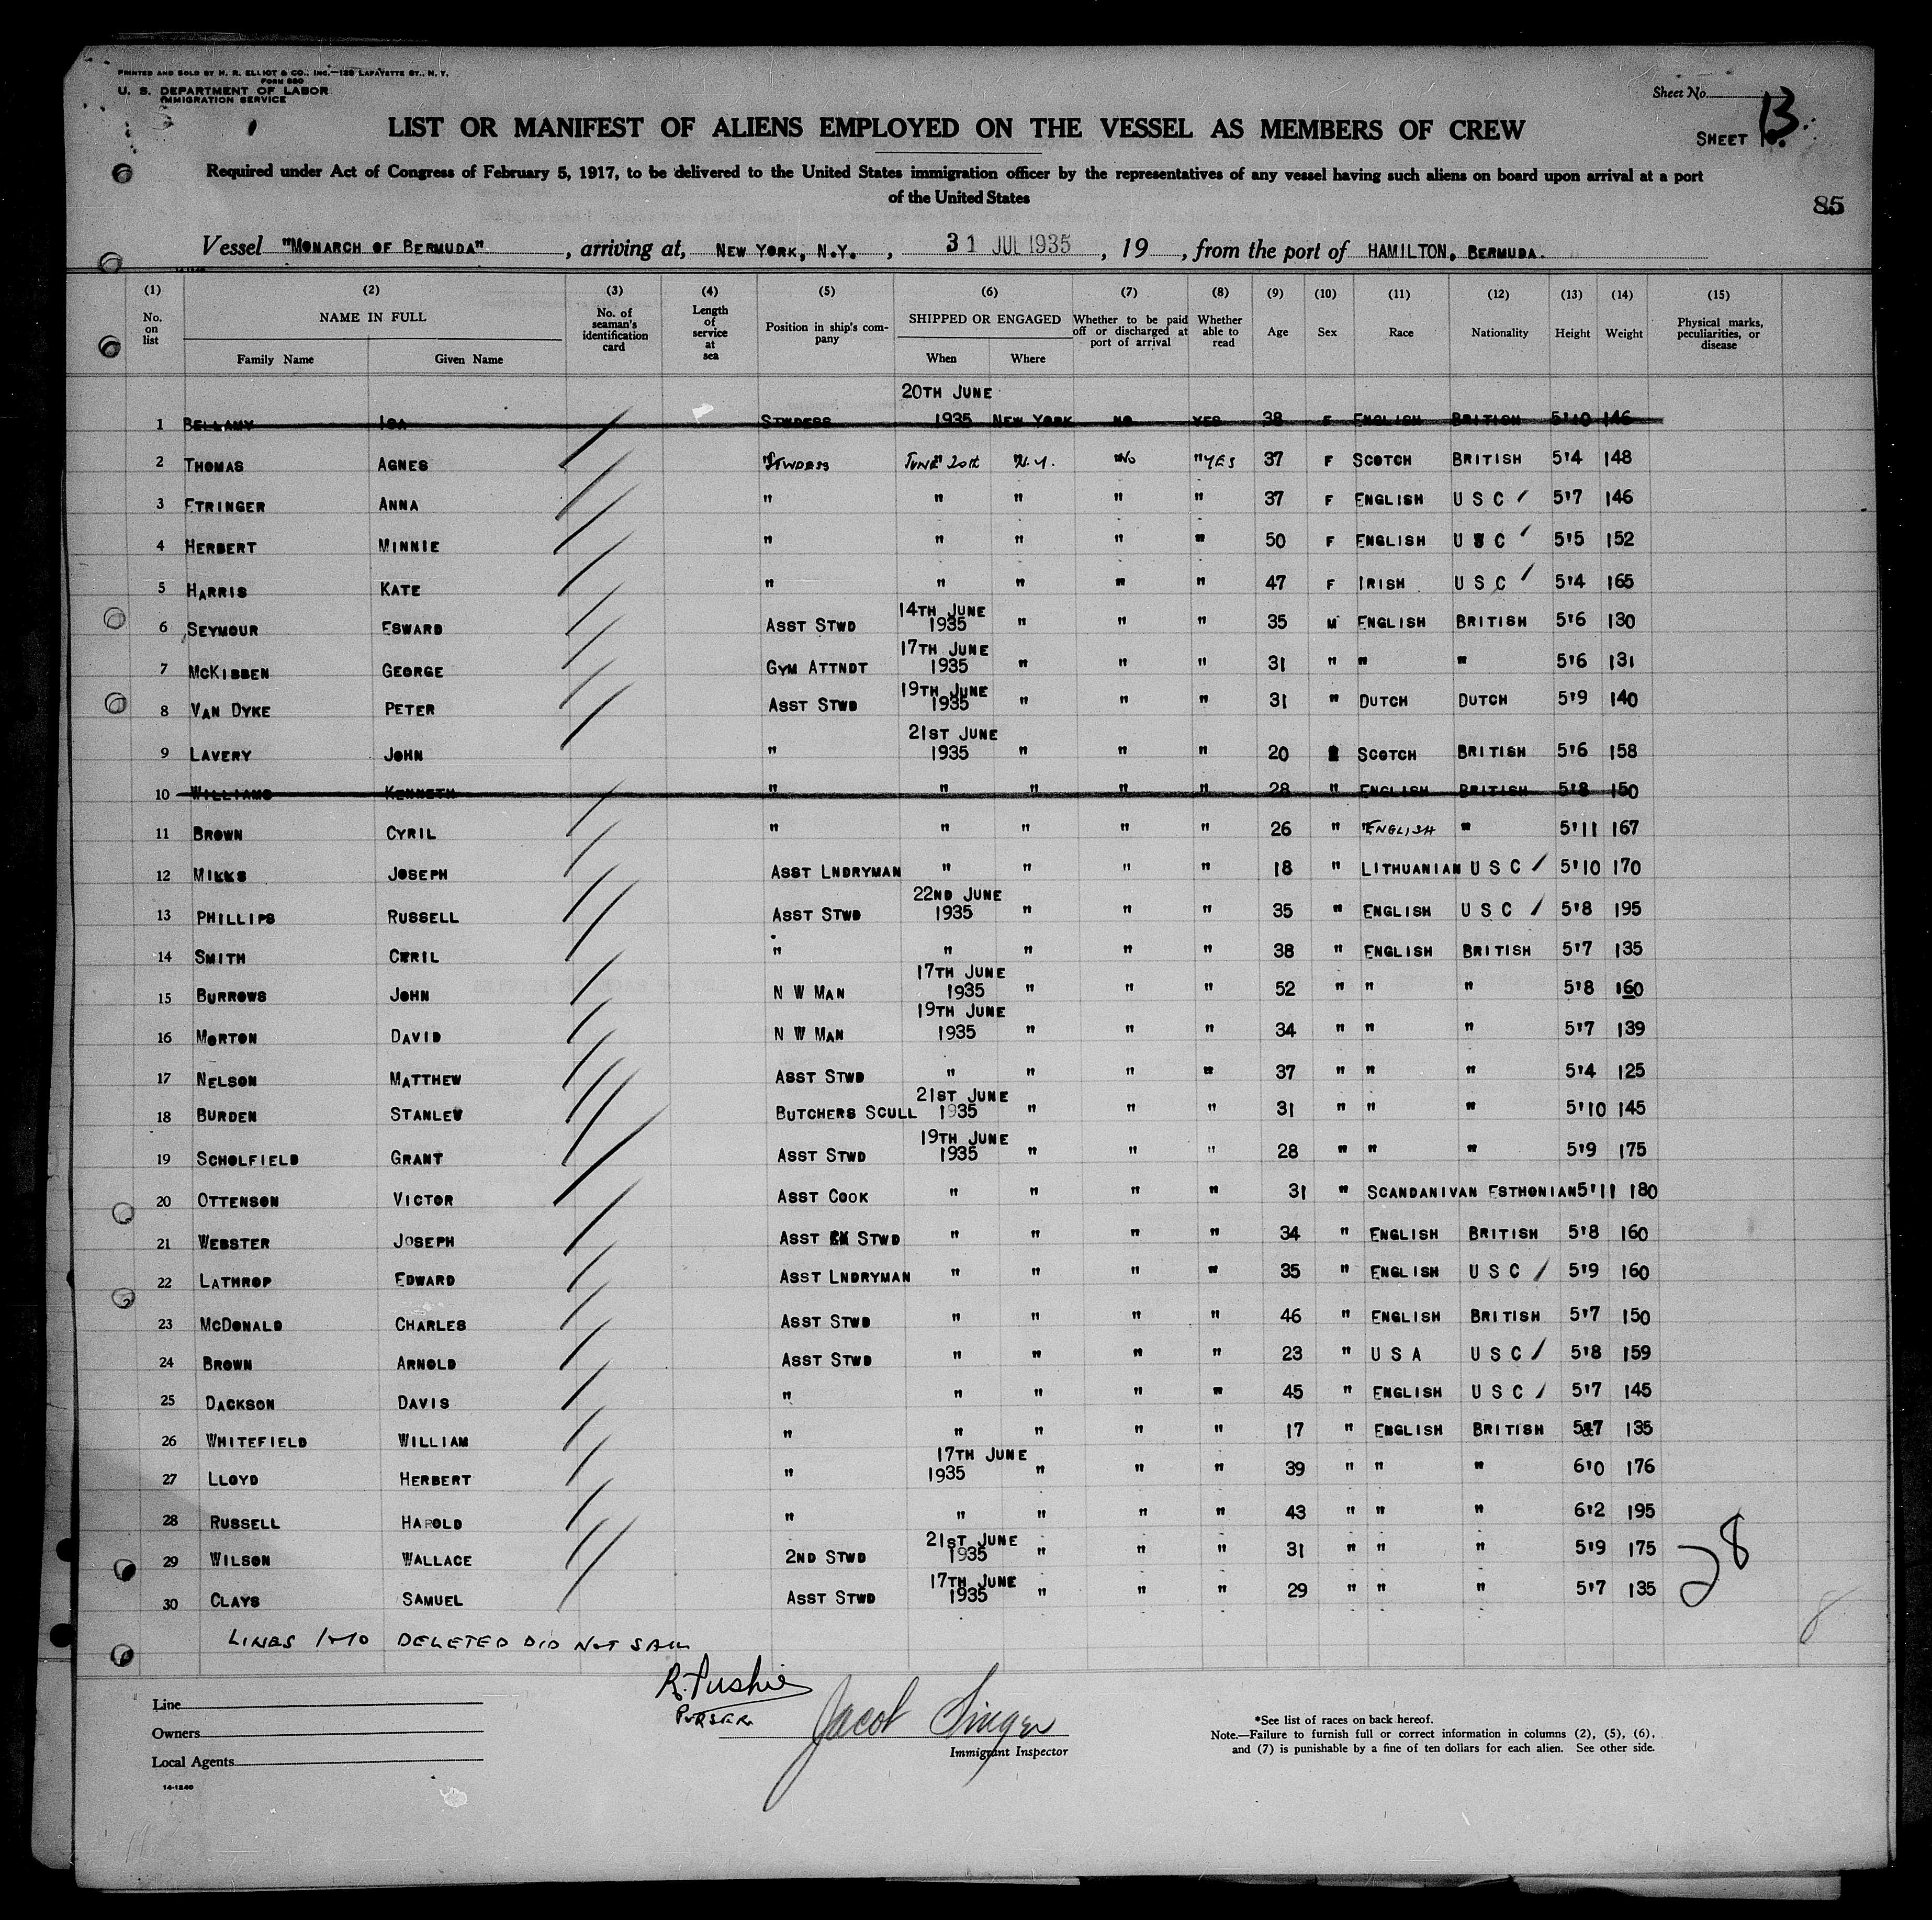 PRINTED AND SOLD BY H. R. ELLIOT & CO., INC.—129 LAFAYETTE ST., N. Y.
FORM 680
U. S. DEPARTMENT OF LABOR
IMMIGRATION SERVICE
Sheet No.
SHEET 13.
LIST OR MANIFEST OF ALIENS EMPLOYED ON THE VESSEL AS MEMBERS OF CREW
Required under Act of Congress of February 5, 1917, to be delivered to the United States immigration officer by the representatives of any vessel having such aliens on board upon arrival at a port
of the United States
85
Vessel "MONARCH OF BERMUDA", arriving at, NEW YORK, N.Y., 31 JUL 1935, 19 , from the port of HAMILTON, BERMUDA.
(1) (2) (3) (4) (5) (6) (7) (8) (9) (10) (11) (12) (13) (14) (15)
No. on list NAME IN FULL Family Name Given Name No. of seaman's identification card Length of service at sea Position in ship's company SHIPPED OR ENGAGED When Where Whether to be paid off or discharged at port of arrival Whether able to read Age Sex Race Nationality Height Weight Physical marks, peculiarities, or disease
20TH JUNE
1 BELLAMY IDA STWDESS 1935 NEW YORK NO YES 38 F ENGLISH BRITISH 5'10 146
2 THOMAS AGNES "STWDESS JUNE 20th N.Y. "No "YES 37 F SCOTCH BRITISH 5'4 148
3 ETRINGER ANNA " " " " " 37 F ENGLISH U S C 5'7 146
4 HERBERT MINNIE " " " " " 50 F ENGLISH U S C 5'5 152
5 HARRIS KATE " " " " " 47 F IRISH U S C 5'4 165
14TH JUNE
6 SEYMOUR ESWARD ASST STWD 1935 " " " 35 M ENGLISH BRITISH 5'6 130
17TH JUNE
7 MCKIBBEN GEORGE GYM ATTNDT 1935 " " " 31 " " " 5'6 131
19TH JUNE
8 VAN DYKE PETER ASST STWD 1935 " " " 31 " DUTCH DUTCH 5'9 140
21ST JUNE
9 LAVERY JOHN " 1935 " " " 20 SCOTCH BRITISH 5'6 158
10 WILLIAMS KENNETH " " " " " 28 " ENGLISH BRITISH 5'8 150
11 BROWN CYRIL " " " " " 26 " "ENGLISH " 5'11 167
12 MIKKS JOSEPH ASST LNDRYMAN " " " " 18 " LITHUANIAN U S C 5'10 170
22ND JUNE
13 PHILLIPS RUSSELL ASST STWD 1935 " " " 35 " ENGLISH U S C 5'8 195
14 SMITH CYRIL " " " " " 38 " ENGLISH BRITISH 5'7 135
17TH JUNE
15 BURROWS JOHN N W MAN 1935 " " " 52 " " " 5'8 160
19TH JUNE
16 MORTON DAVID N W MAN 1935 " " " 34 " " " 5'7 139
17 NELSON MATTHEW ASST STWD " " " " 37 " " " 5'4 125
21ST JUNE
18 BURDEN STANLEY BUTCHERS SCULL 1935 " " " 31 " " " 5'10 145
19TH JUNE
19 SCHOLFIELD GRANT ASST STWD 1935 " " " 28 " " " 5'9 175
20 OTTENSON VICTOR ASST COOK " " " " 31 " SCANDANIVAN ESTHONIAN 5'11 180
21 WEBSTER JOSEPH ASST STWD " " " " 34 " ENGLISH BRITISH 5'8 160
22 LATHROP EDWARD ASST LNDRYMAN " " " " 35 " ENGLISH U S C 5'9 160
23 MCDONALD CHARLES ASST STWD " " " " 46 " ENGLISH BRITISH 5'7 150
24 BROWN ARNOLD ASST STWD " " " " 23 " U S A U S C 5'8 159
25 DACKSON DAVIS " " " " " 45 " ENGLISH U S C 5'7 145
26 WHITEFIELD WILLIAM " " " " " 17 " ENGLISH BRITISH 5'7 135
17TH JUNE
27 LLOYD HERBERT " 1935 " " " 39 " " " 6'0 176
28 RUSSELL HAROLD " " " " " 43 " " " 6'2 195
21ST JUNE
29 WILSON WALLACE 2ND STWD 1935 " " " 31 " " " 5'9 175
28
17TH JUNE
30 CLAYS SAMUEL ASST STWD 1935 " " " 29 " " " 5'7 135
8
LINES 1 & 10 DELETED DID NOT SAIL
R. Pushie
PURSER
Jacob Singer
Immigrant Inspector
Line
Owners
Local Agents
14-1240
*See list of races on back hereof.
Note.—Failure to furnish full or correct information in columns (2), (5), (6),
and (7) is punishable by a fine of ten dollars for each alien. See other side.